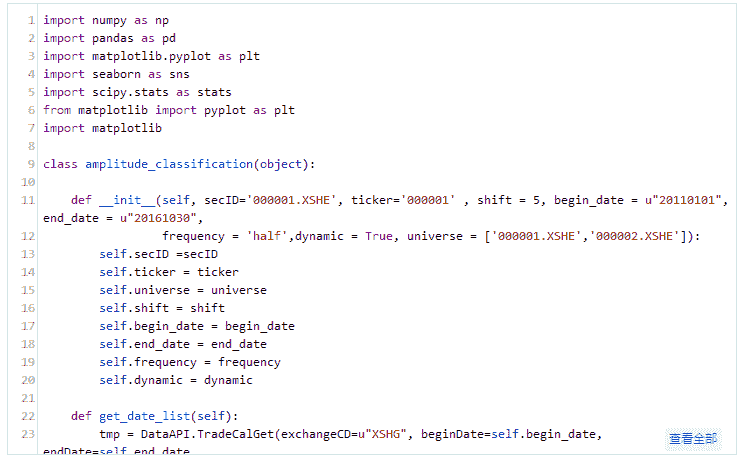 1 import numpy as np
2 import pandas as pd
3 import matplotlib.pyplot as plt
4 import seaborn as sns
5 import scipy.stats as stats
6 from matplotlib import pyplot as plt
7 import matplotlib
8
9 class amplitude_classification(object):
10
11     def __init__(self, secID='000001.XSHE', ticker='000001' , shift = 5, begin_date = u"20110101",
end_date = u"20161030",
12                  frequency = 'half',dynamic = True, universe = ['000001.XSHE','000002.XSHE']):
13         self.secID =secID
14         self.ticker = ticker
15         self.universe = universe
16         self.shift = shift
17         self.begin_date = begin_date
18         self.end_date = end_date
19         self.frequency = frequency
20         self.dynamic = dynamic
21
22     def get_date_list(self):
23         tmp = DataAPI.TradeCalGet(exchangeCD=u"XSHG", beginDate=self.begin_date,
endDate=self.end_date
查看全部